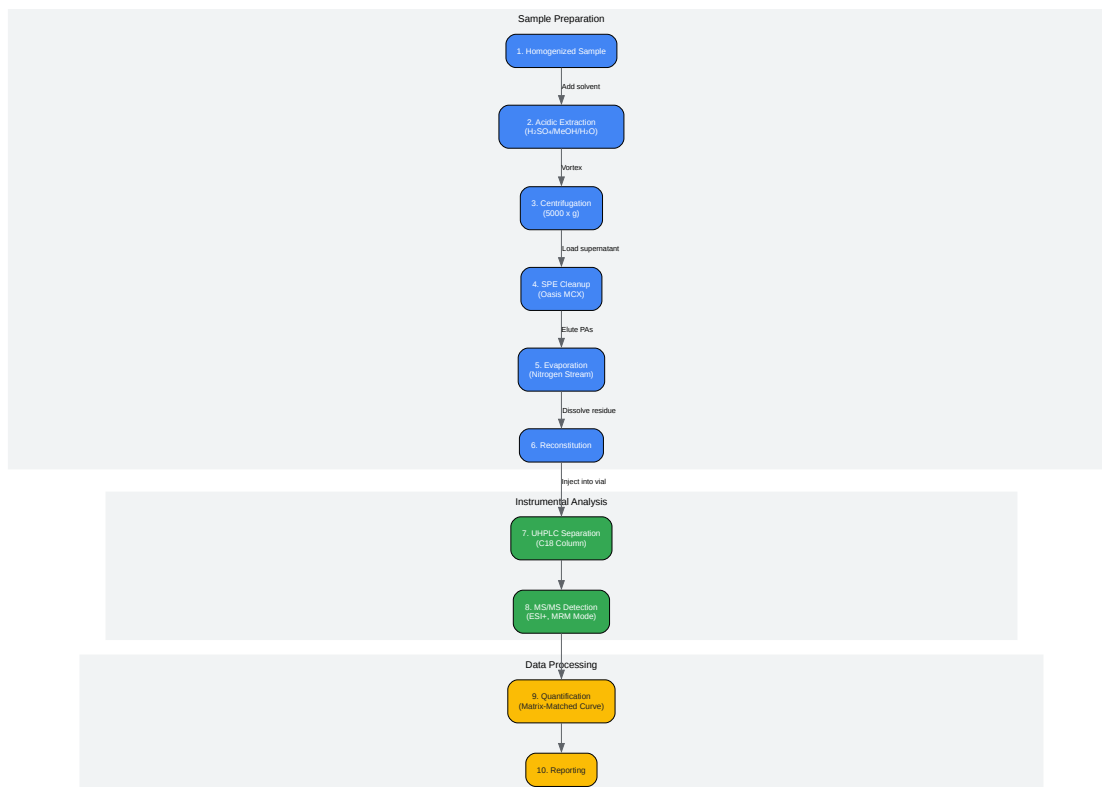 Sample Preparation
1. Homogenized Sample
Add solvent
2. Acidic Extraction
(H₂SO₄/MeOH/H₂O)
Vortex
3. Centrifugation
(5000 x g)
Load supernatant
4. SPE Cleanup
(Oasis MCX)
Elute PAs
5. Evaporation
(Nitrogen Stream)
Dissolve residue
6. Reconstitution
Inject into vial
Instrumental Analysis
7. UHPLC Separation
(C18 Column)
8. MS/MS Detection
(ESI+, MRM Mode)
Data Processing
9. Quantification
(Matrix-Matched Curve)
10. Reporting